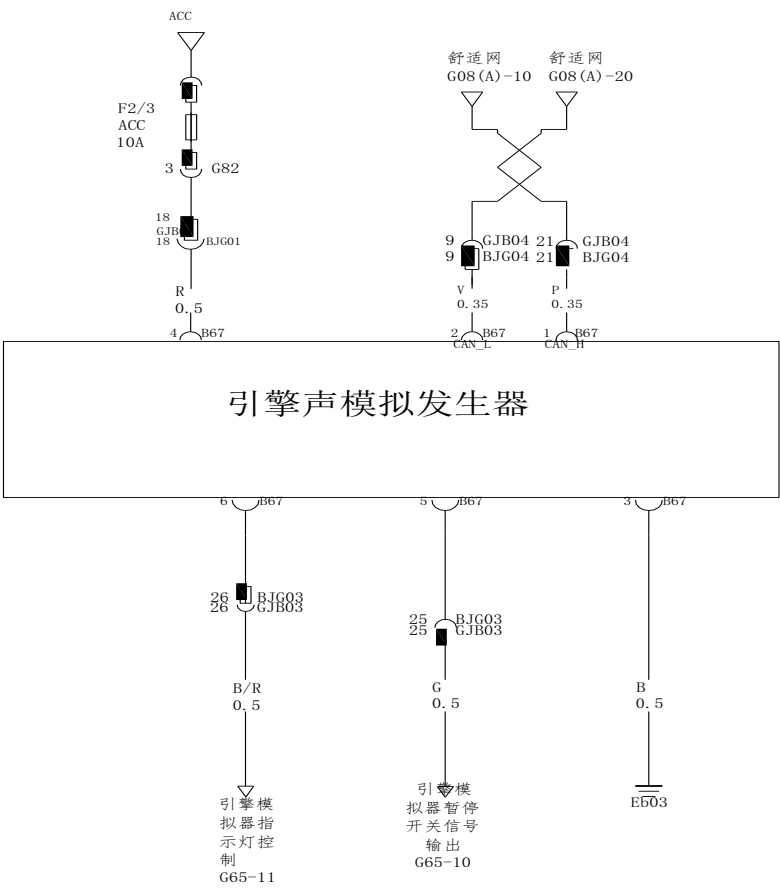 ACC
舒适网
G08(A)-10
舒适网
G08(A)-20
F2/3
ACC
10A
3 G82
18
GJB
18 BJG01
9 GJB04
9 BJG04
21 GJB04
21 BJG04
R
0.5
V
0.35
P
0.35
4 B67
2 B67
CAN_L
1 B67
CAN_H
引擎声模拟发生器
6 B67
5 B67
3 B67
26 BJG03
26 GJB03
25 BJG03
25 GJB03
B/R
0.5
G
0.5
B
0.5
引擎模
拟器指
示灯控
制
G65-11
引擎模
拟器暂停
开关信号
输出
G65-10
Eb03